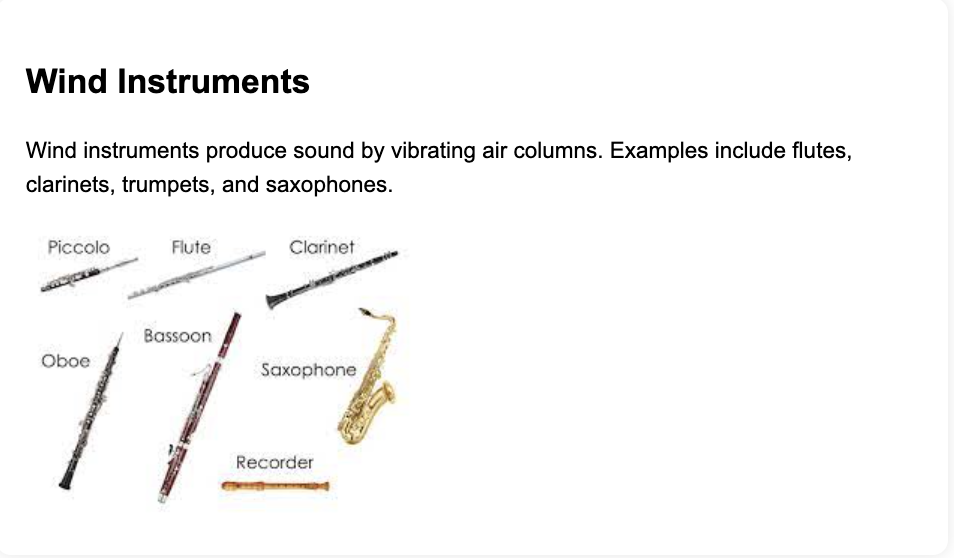 Wind Instruments
Wind instruments produce sound by vibrating air columns. Examples include flutes,
clarinets, trumpets, and saxophones.
Piccolo
Flute
Clarinet
Bassoon
Oboe
Saxophone
Recorder